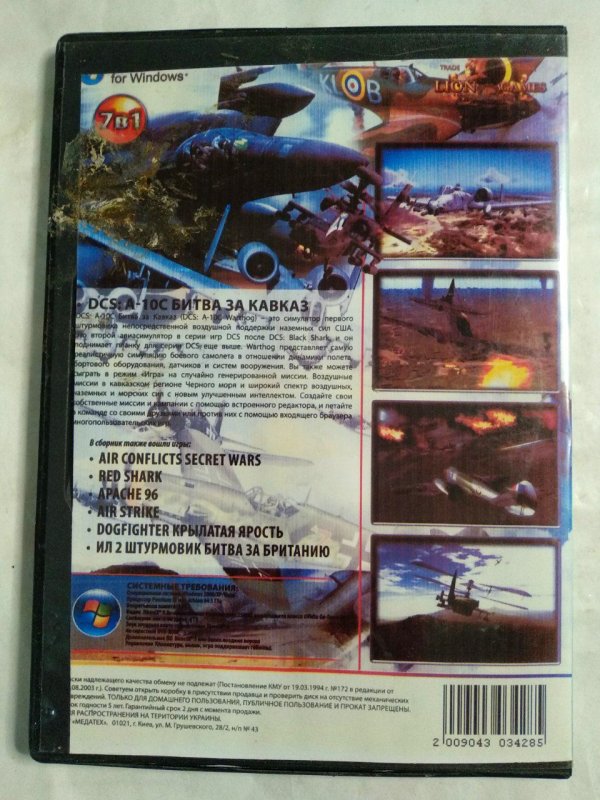 for Windows®
7в1
TRADE
LION GAMES
DCS: A-10C БИТВА ЗА КАВКАЗ
DCS: A-10C Битва за Кавказ (DCS: A-10C Warthog) – это симулятор первого
штурмовика непосредственной воздушной поддержки наземных сил США.
Это второй авиасимулятор в серии игр DCS после DCS: Black Shark, и он
поднимает планку для серии DCS еще выше. Warthog представляет самую
реалистичную симуляцию боевого самолета в отношении динамики полета,
бортового оборудования, датчиков и систем вооружения. Вы также можете
сыграть в режим «Игра» на случайно генерированной миссии. Воздушные
миссии в кавказском регионе Черного моря и широкий спектр воздушных,
наземных и морских сил с новым улучшенным интеллектом. Создайте свои
собственные миссии и кампании с помощью встроенного редактора, и летайте
в команде со своими друзьями или против них с помощью входящего браузера
многопользовательских игр.
В сборник также вошли игры:
• AIR CONFLICTS SECRET WARS
• RED SHARK
• APACHE 96
• AIR STRIKE
• DOGFIGHTER КРЫЛАТАЯ ЯРОСТЬ
• ИЛ 2 ШТУРМОВИК БИТВА ЗА БРИТАНИЮ
СИСТЕМНЫЕ ТРЕБОВАНИЯ:
иски надлежащего качества обмену не подлежат (Постановление КМУ от 19.03.1994 г. №172 в редакции от
.08.2003 г.). Советуем открыть коробку в присутствии продавца и проверить диск на отсутствие механических
вреждений. ТОЛЬКО ДЛЯ ДОМАШНЕГО ПОЛЬЗОВАНИЯ, ПУБЛИЧНОЕ ПОЛЬЗОВАНИЕ И ПРОКАТ ЗАПРЕЩЕНЫ.
ок годности 5 лет. Гарантийный срок 2 дня с момента продажи.
Я РАСПРОСТРАНЕНИЯ НА ТЕРИТОРИИ УКРАИНЫ.
«МЕДАТЕХ». 01021, г. Киев, ул. М. Грушевского, 28/2, н/п № 43
2 009043 034285